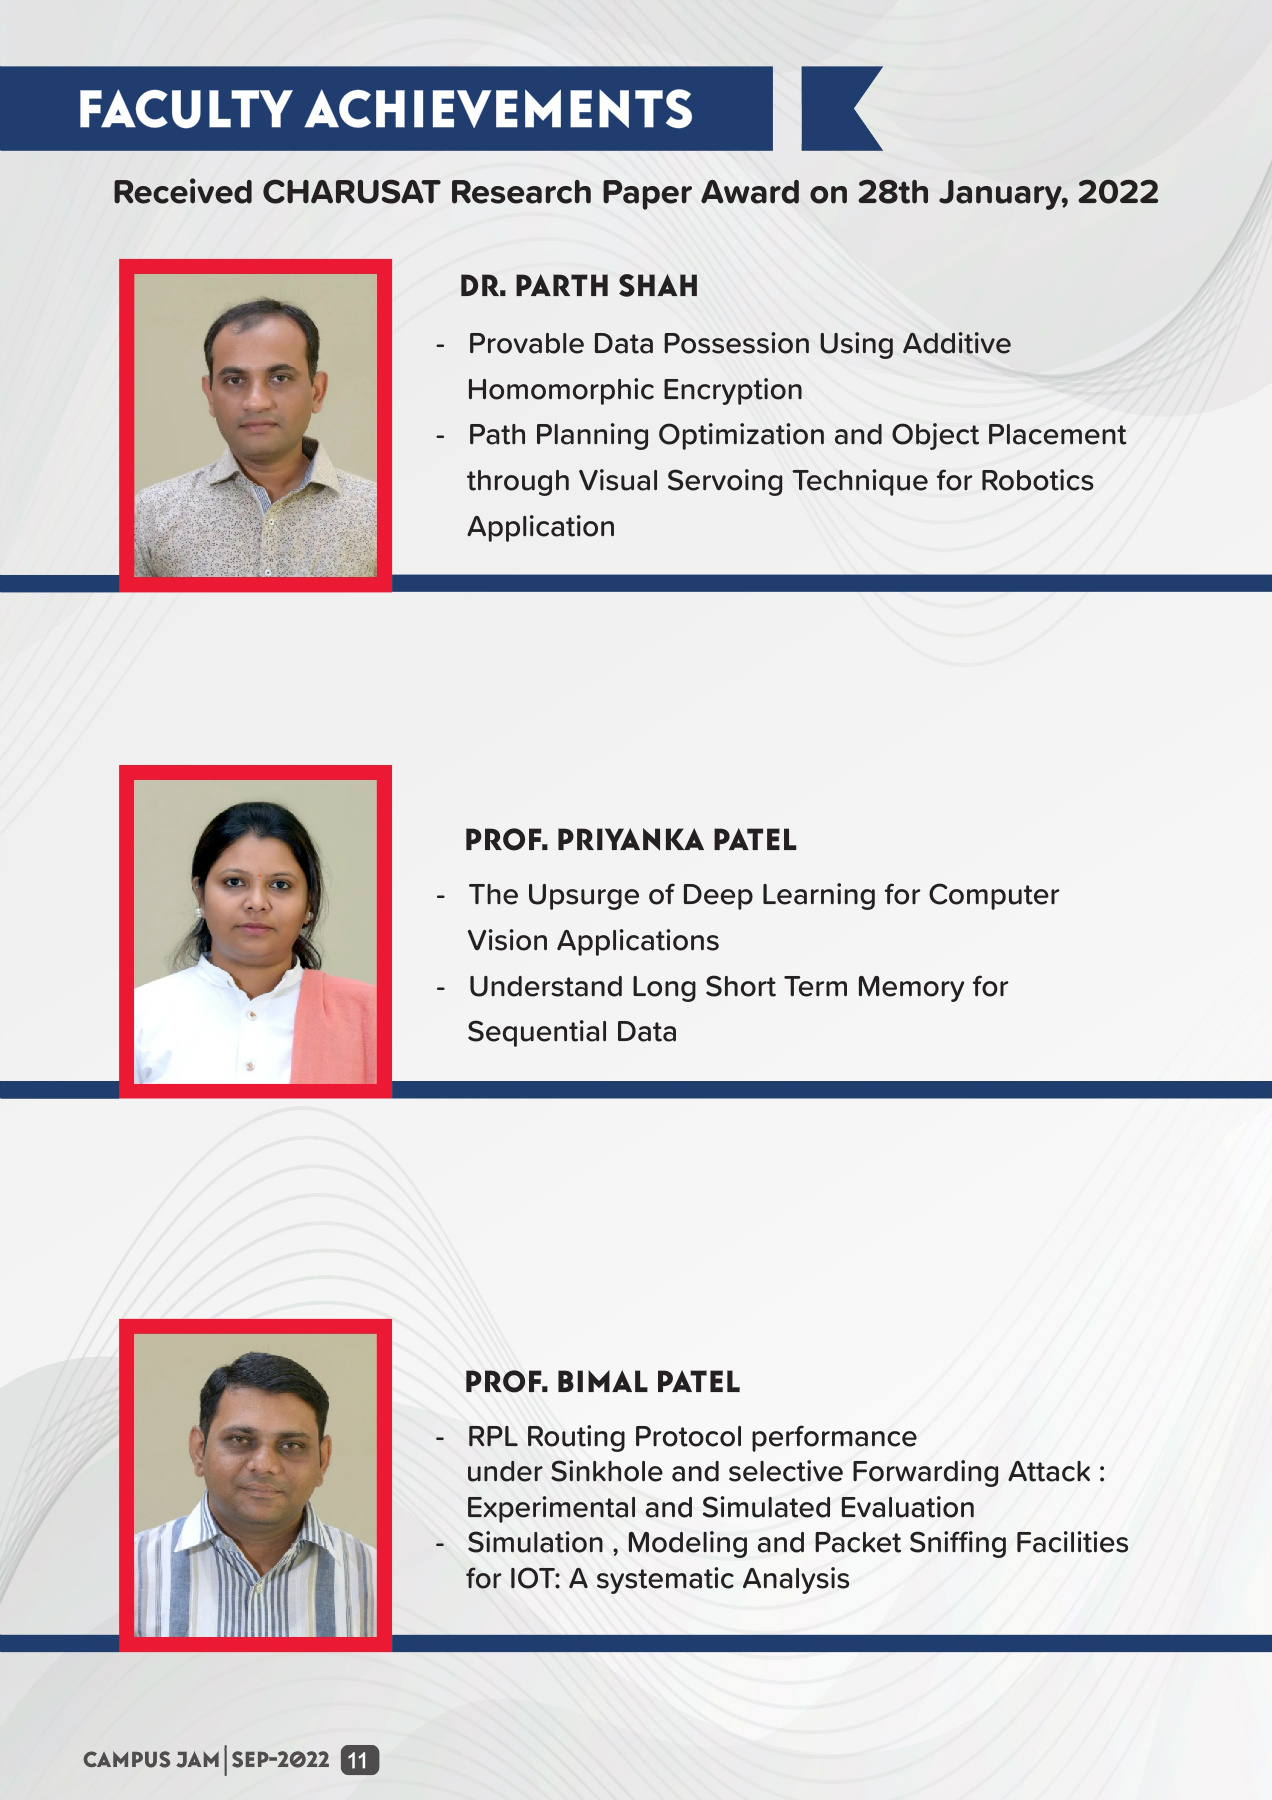 FACULTY ACHIEVEMENTS
Received CHARUSAT Research Paper Award on 28th January, 2022
DR. PARTH SHAH
- Provable Data Possession Using Additive
Homomorphic Encryption
- Path Planning Optimization and Object Placement
through Visual Servoing Technique for Robotics
Application
PROF. PRIYANKA PATEL
- The Upsurge of Deep Learning for Computer
Vision Applications
- Understand Long Short Term Memory for
Sequential Data
PROF. BIMAL PATEL
- RPL Routing Protocol performance
under Sinkhole and selective Forwarding Attack :
Experimental and Simulated Evaluation
- Simulation , Modeling and Packet Sniffing Facilities
for IOT: A systematic Analysis
CAMPUS JAM|SEP-2022 11